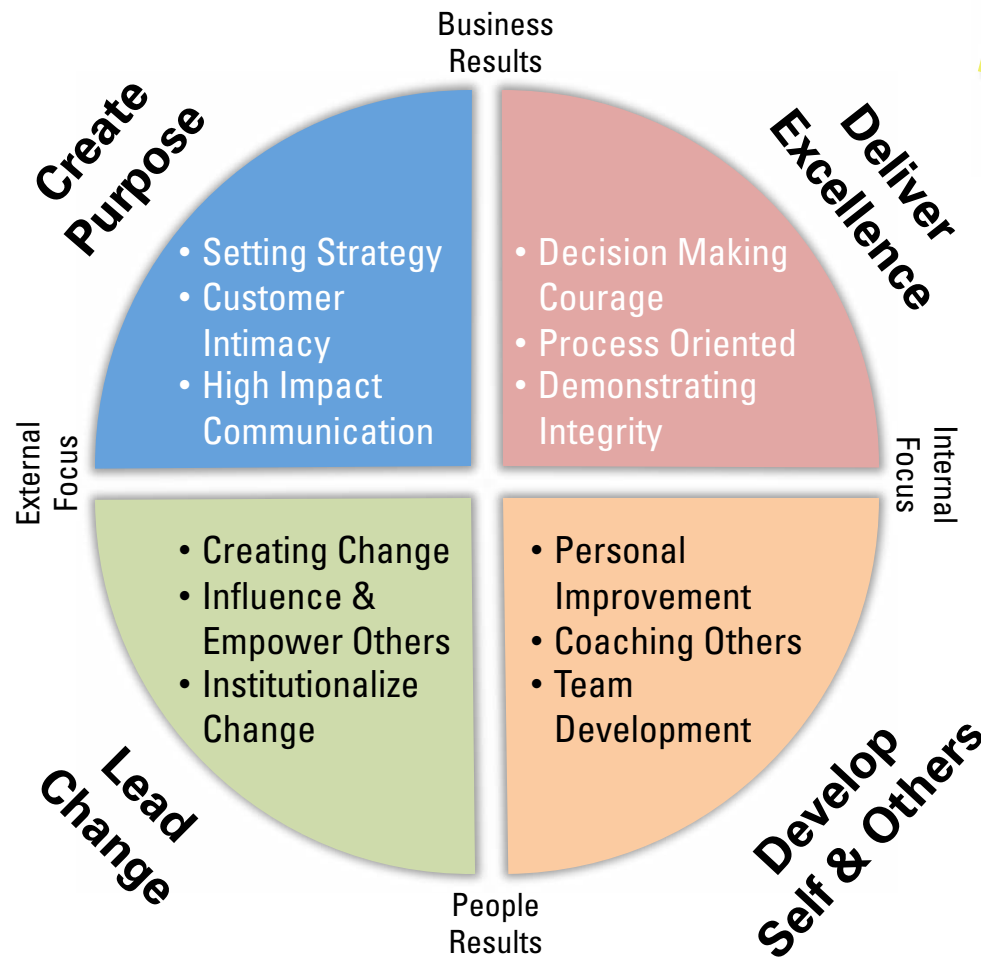 Business
Results
Create
Purpose
Deliver
Excellence
• Setting Strategy
• Customer
Intimacy
• High Impact
Communication
• Decision Making
Courage
• Process Oriented
• Demonstrating
Integrity
External
Focus
Internal
Focus
• Creating Change
• Influence &
Empower Others
• Institutionalize
Change
• Personal
Improvement
• Coaching Others
• Team
Development
Lead
Change
Develop
Self & Others
People
Results